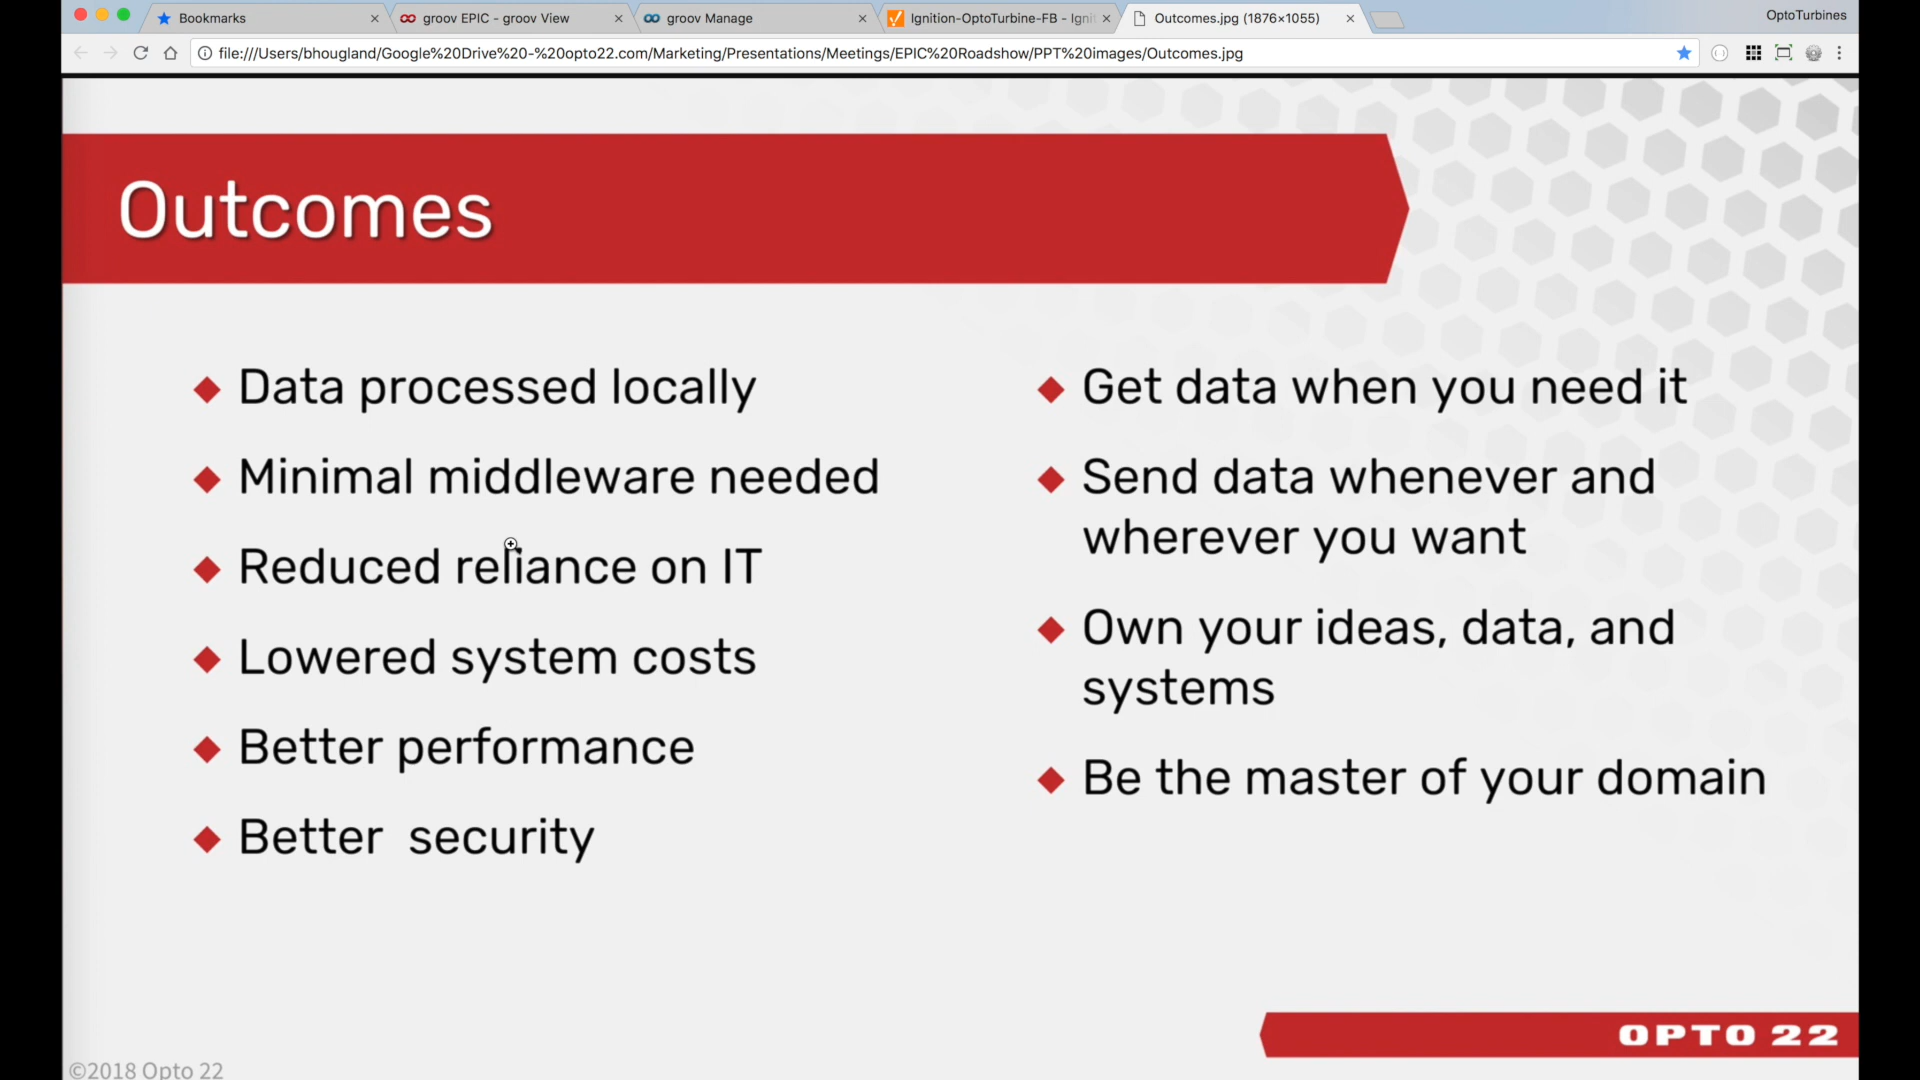 Bookmarks
groov EPIC - groov View
groov Manage
Ignition-OptoTurbine-FB - Igni
Outcomes.jpg (1876×1055)
OptoTurbines
file:///Users/bhougland/Google%20Drive%20-%20opto22.com/Marketing/Presentations/Meetings/EPIC%20Roadshow/PPT%20images/Outcomes.jpg
Outcomes
Data processed locally
Minimal middleware needed
Reduced reliance on IT
Lowered system costs
Better performance
Better  security
Get data when you need it
Send data whenever and
wherever you want
Own your ideas, data, and
systems
Be the master of your domain
OPTO 22
©2018 Opto 22